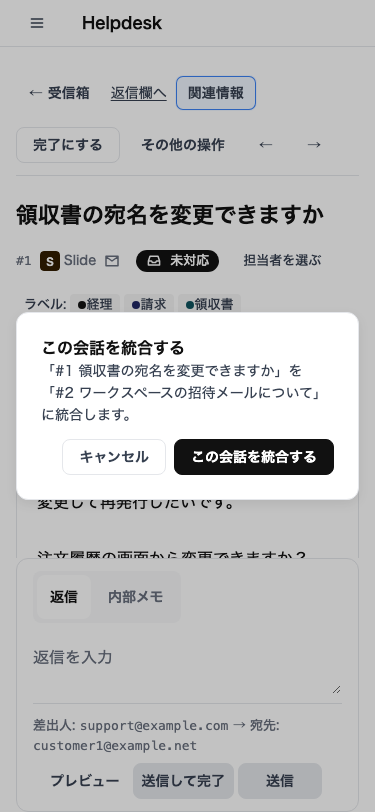 Helpdesk
← 受信箱 返信欄へ 関連情報
完了にする その他の操作 ← →
領収書の宛名を変更できますか
#1 S Slide 未対応 担当者を選ぶ
ラベル: 経理 請求 領収書
この会話を統合する
「#1 領収書の宛名を変更できますか」を
「#2 ワークスペースの招待メールについて」
に統合します。
キャンセル この会話を統合する
変更して再発行したいです。
注文履歴の画面から変更できますか？
返信 内部メモ
返信を入力
差出人: support@example.com → 宛先:
customer1@example.net
プレビュー 送信して完了 送信